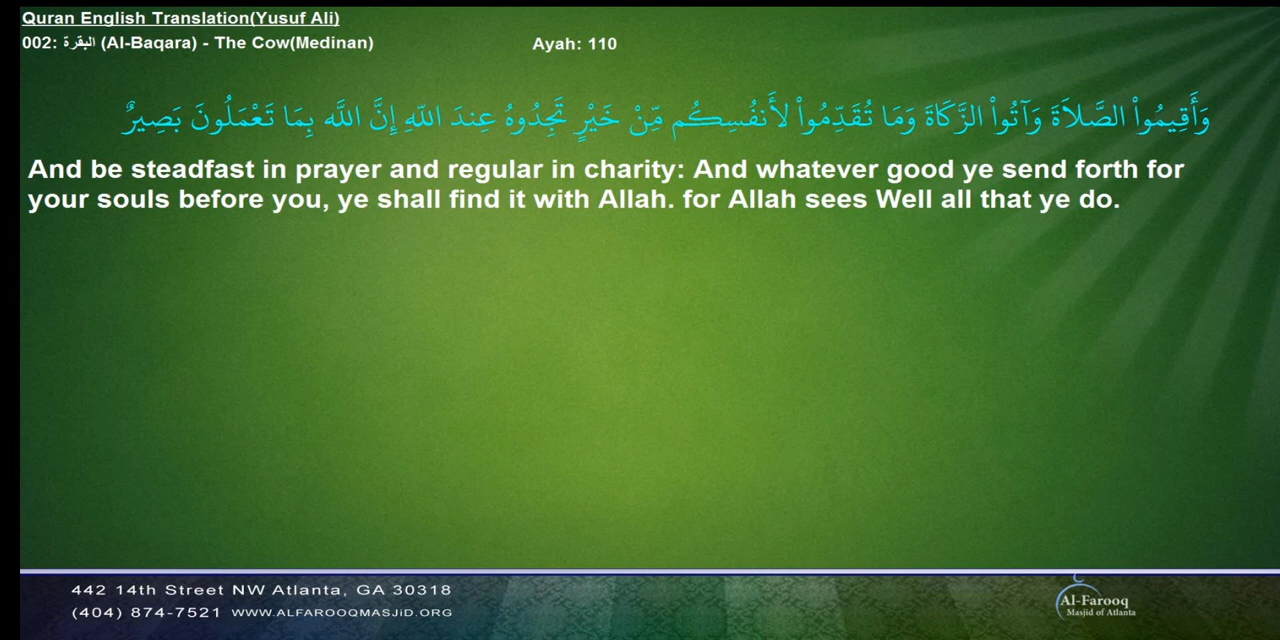 Quran English Translation(Yusuf Ali)
002: البقرة (Al-Baqara) - The Cow(Medinan) Ayah: 110
وَأَقِيمُواْ الصَّلاَةَ وَآتُواْ الزَّكَاةَ وَمَا تُقَدِّمُواْ لأَنفُسِكُم مِّنْ خَيْرٍ تَجِدُوهُ عِندَ اللّهِ إِنَّ اللّه بِمَا تَعْمَلُونَ بَصِيرٌ
And be steadfast in prayer and regular in charity: And whatever good ye send forth for
your souls before you, ye shall find it with Allah. for Allah sees Well all that ye do.
442 14th Street NW Atlanta, GA 30318
(404) 874-7521 WWW.ALFAROOQMASJiD.ORG
Al-Farooq
Masjid of Atlanta